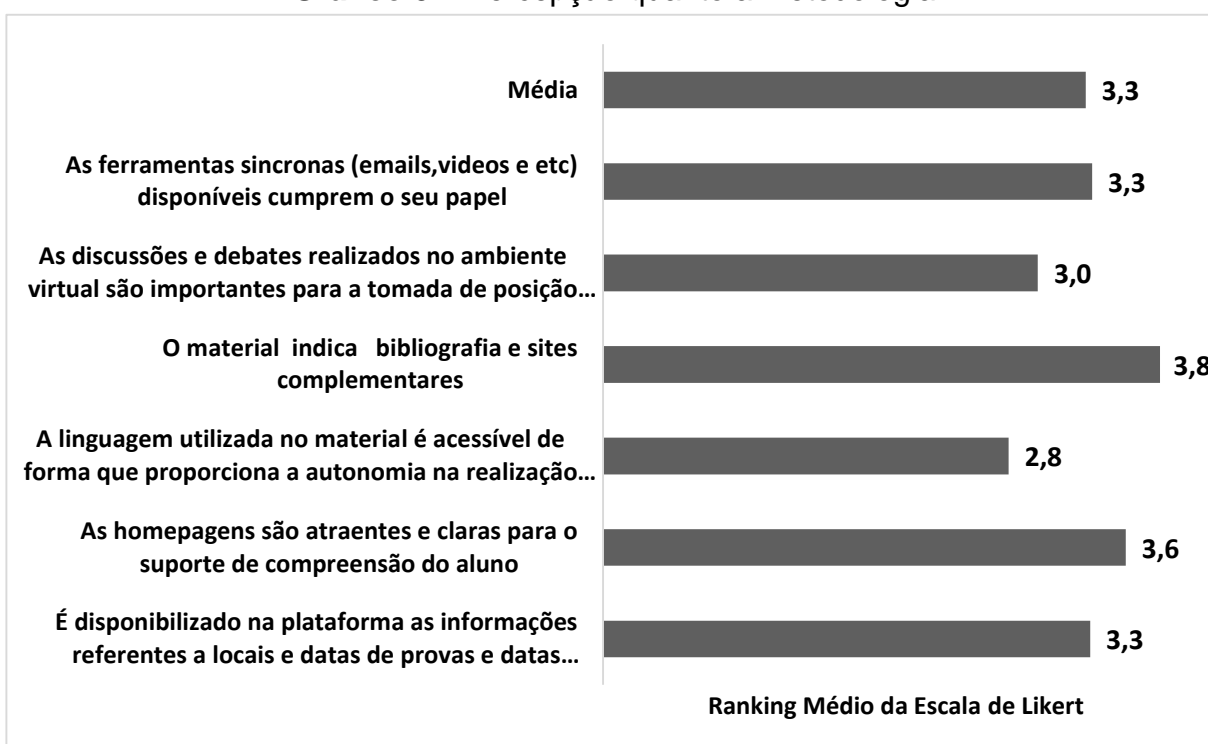 Média
3,3
As ferramentas sincronas (emails,videos e etc)
disponíveis cumprem o seu papel
3,3
As discussões e debates realizados no ambiente
virtual são importantes para a tomada de posição...
3,0
O material indica bibliografia e sites
complementares
3,8
A linguagem utilizada no material é acessível de
forma que proporciona a autonomia na realização...
2,8
As homepagens são atraentes e claras para o
suporte de compreensão do aluno
3,6
É disponibilizado na plataforma as informações
referentes a locais e datas de provas e datas...
3,3
Ranking Médio da Escala de Likert